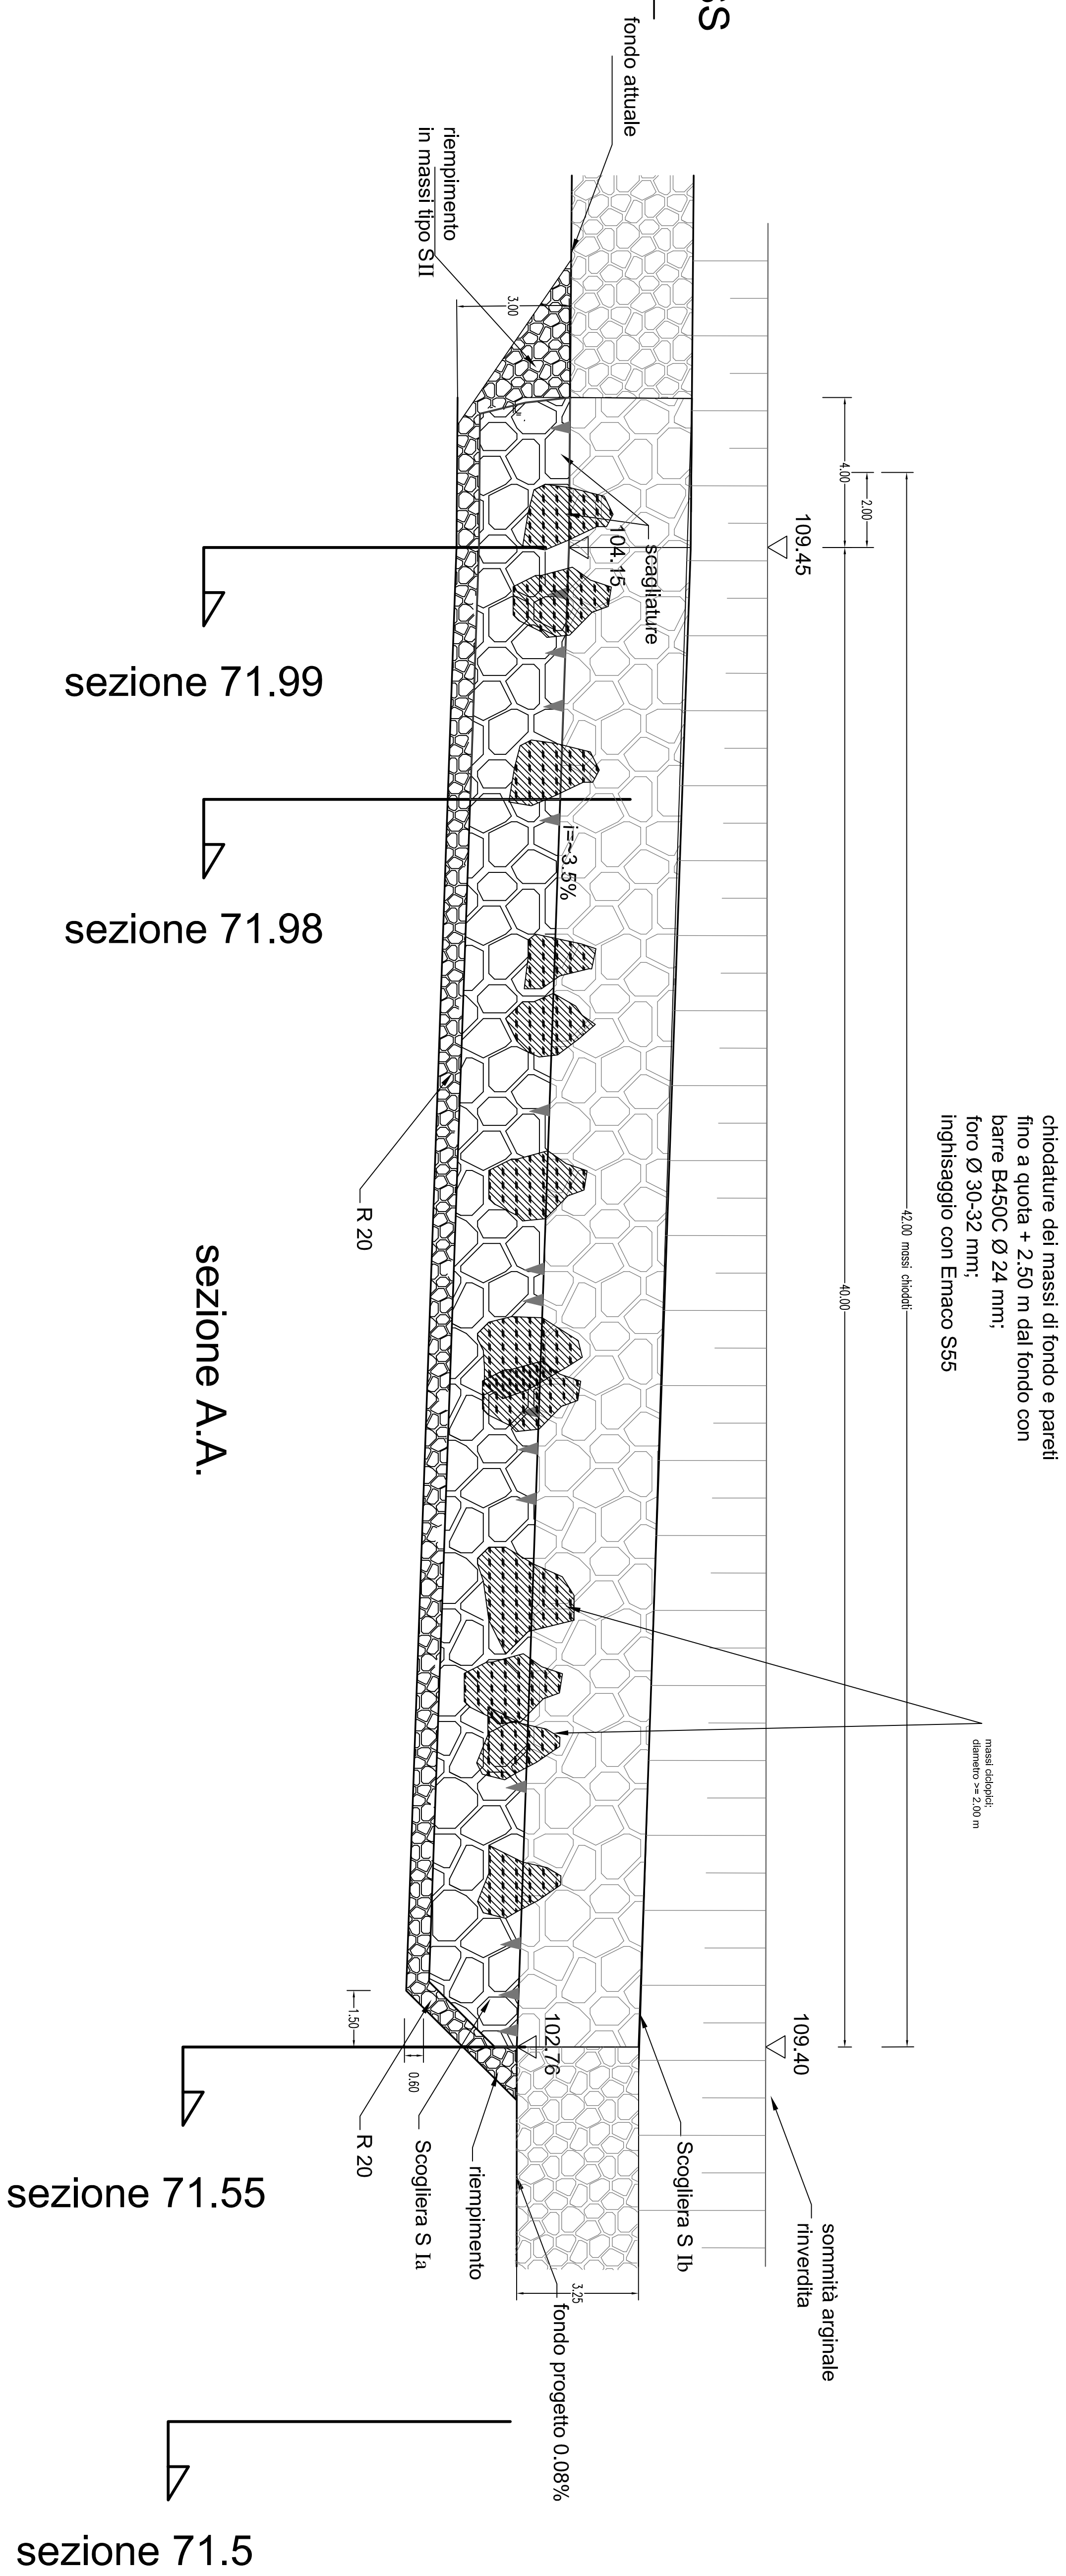 SS
fondo attuale
riempimento
in massi tipo SII
3.00
scagliature
104.15
109.45
4.00
2.00
42.00 massi chiodati
40.00
chiodature dei massi di fondo e pareti
fino a quota + 2.50 m dal fondo con
barre B450C Ø 24 mm;
foro Ø 30-32 mm;
inghisaggio con Emaco S55
sezione 71.99
sezione 71.98
i=~3.5%
R 20
sezione A.A.
massi ciclopici;
diametro >= 2.00 m
1.50
0.60
102.76
109.40
R 20
Scogliera S Ia
riempimento
Scogliera S Ib
sommità arginale
rinverdita
sezione 71.55
3.25
fondo progetto 0.08%
sezione 71.5